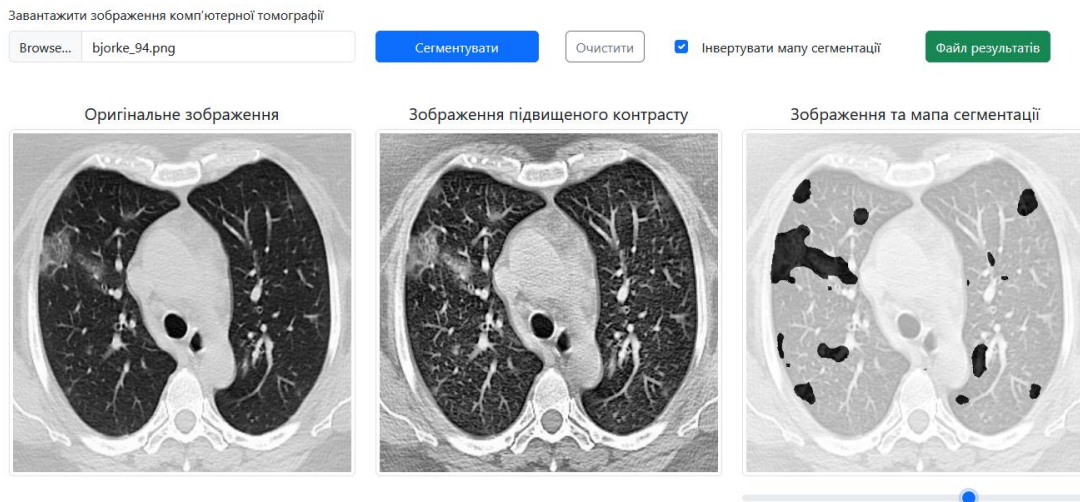 Завантажити зображення комп'ютерної томографії
Browse... bjorke_94.png Сегментувати Очистити Інвертувати мапу сегментації Файл результатів
Оригінальне зображення Зображення підвищеного контрасту Зображення та мапа сегментації